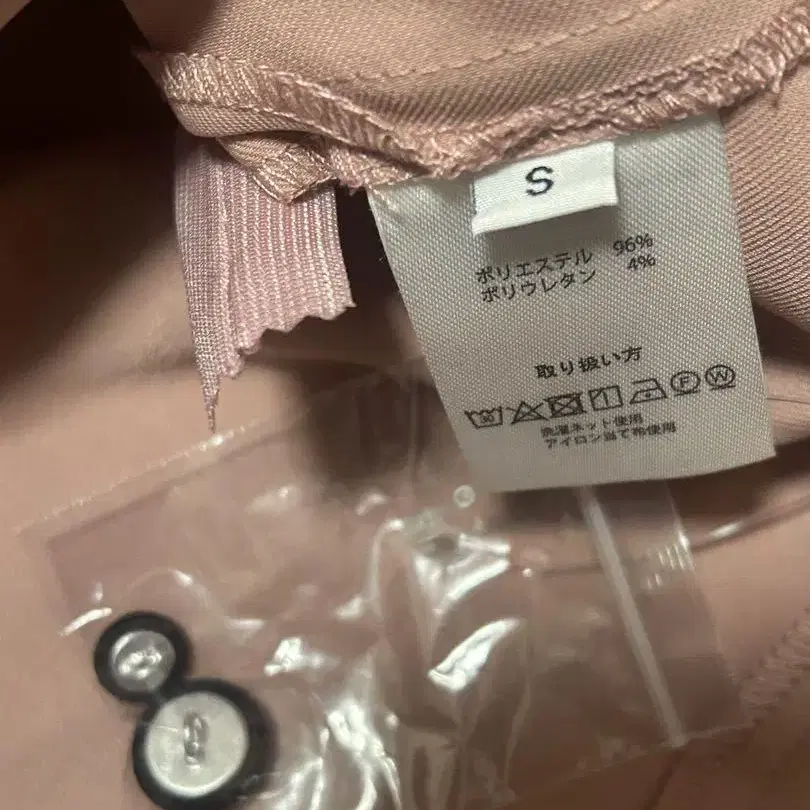 S
ポリエステル 96%
ポリウレタン 4%
取り扱い方
洗濯ネット使用
アイロン当て布使用